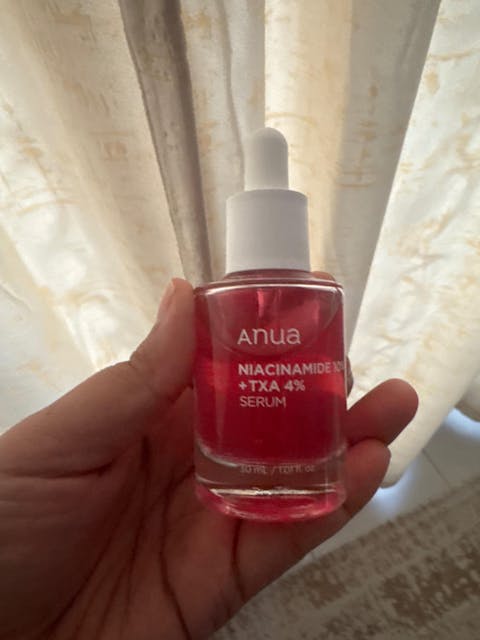 Anua
NIACINAMIDE 10%
+TXA 4%
SERUM
30 mL / 1.01 fl.oz